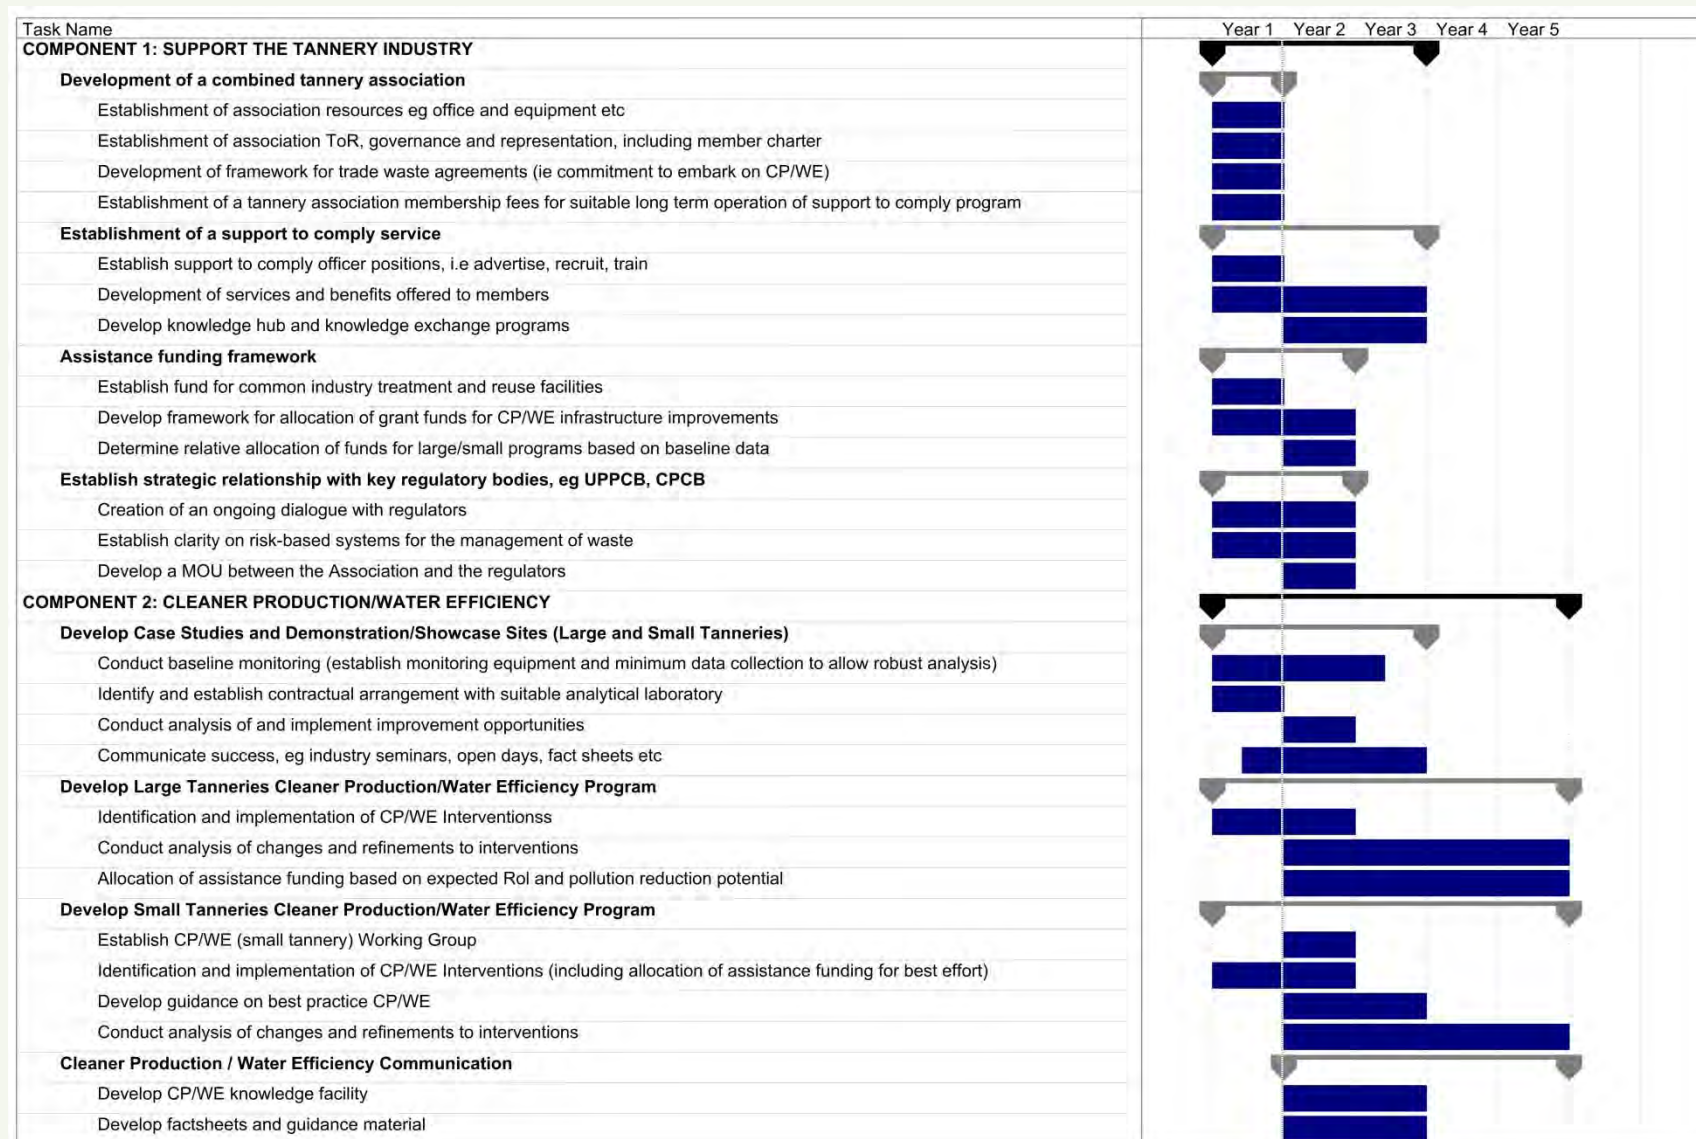 Task Name Year 1 Year 2 Year 3 Year 4 Year 5
COMPONENT 1: SUPPORT THE TANNERY INDUSTRY
Development of a combined tannery association
Establishment of association resources eg office and equipment etc
Establishment of association ToR, governance and representation, including member charter
Development of framework for trade waste agreements (ie commitment to embark on CP/WE)
Establishment of a tannery association membership fees for suitable long term operation of support to comply program
Establishment of a support to comply service
Establish support to comply officer positions, i.e advertise, recruit, train
Development of services and benefits offered to members
Develop knowledge hub and knowledge exchange programs
Assistance funding framework
Establish fund for common industry treatment and reuse facilities
Develop framework for allocation of grant funds for CP/WE infrastructure improvements
Determine relative allocation of funds for large/small programs based on baseline data
Establish strategic relationship with key regulatory bodies, eg UPPCB, CPCB
Creation of an ongoing dialogue with regulators
Establish clarity on risk-based systems for the management of waste
Develop a MOU between the Association and the regulators
COMPONENT 2: CLEANER PRODUCTION/WATER EFFICIENCY
Develop Case Studies and Demonstration/Showcase Sites (Large and Small Tanneries)
Conduct baseline monitoring (establish monitoring equipment and minimum data collection to allow robust analysis)
Identify and establish contractual arrangement with suitable analytical laboratory
Conduct analysis of and implement improvement opportunities
Communicate success, eg industry seminars, open days, fact sheets etc
Develop Large Tanneries Cleaner Production/Water Efficiency Program
Identification and implementation of CP/WE Interventionss
Conduct analysis of changes and refinements to interventions
Allocation of assistance funding based on expected RoI and pollution reduction potential
Develop Small Tanneries Cleaner Production/Water Efficiency Program
Establish CP/WE (small tannery) Working Group
Identification and implementation of CP/WE Interventions (including allocation of assistance funding for best effort)
Develop guidance on best practice CP/WE
Conduct analysis of changes and refinements to interventions
Cleaner Production / Water Efficiency Communication
Develop CP/WE knowledge facility
Develop factsheets and guidance material